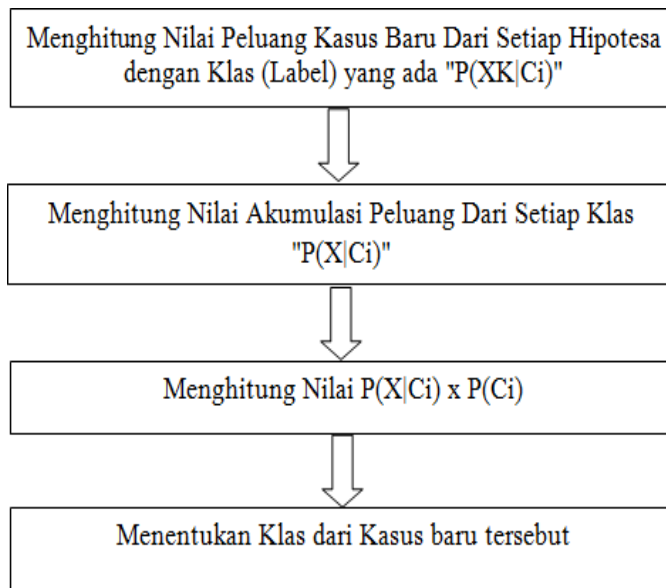 Menghitung Nilai Peluang Kasus Baru Dari Setiap Hipotesa
dengan Klas (Label) yang ada "P(XK|Ci)"
Menghitung Nilai Akumulasi Peluang Dari Setiap Klas
"P(X|Ci)"
Menghitung Nilai P(X|Ci) x P(Ci)
Menentukan Klas dari Kasus baru tersebut